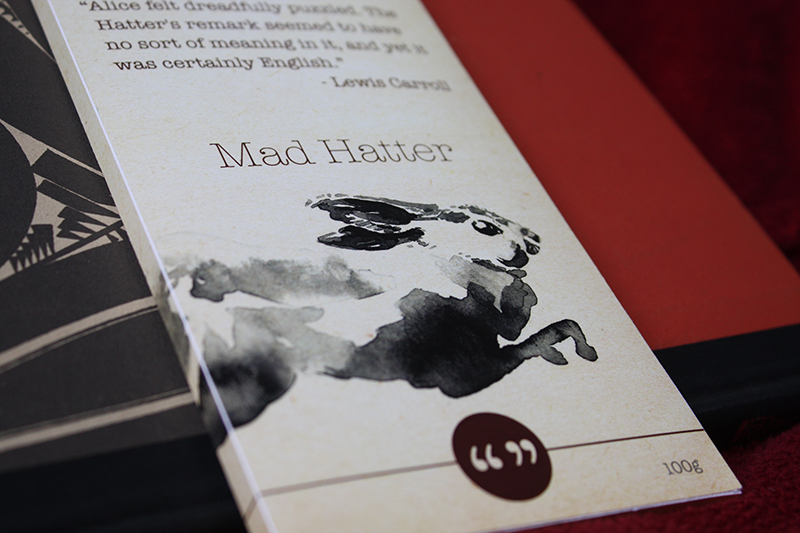 "Alice felt dreadfully puzzled. The
Hatter's remark seemed to have
no sort of meaning in it, and yet it
was certainly English."
- Lewis Carroll
Mad Hatter
“ ”
100g